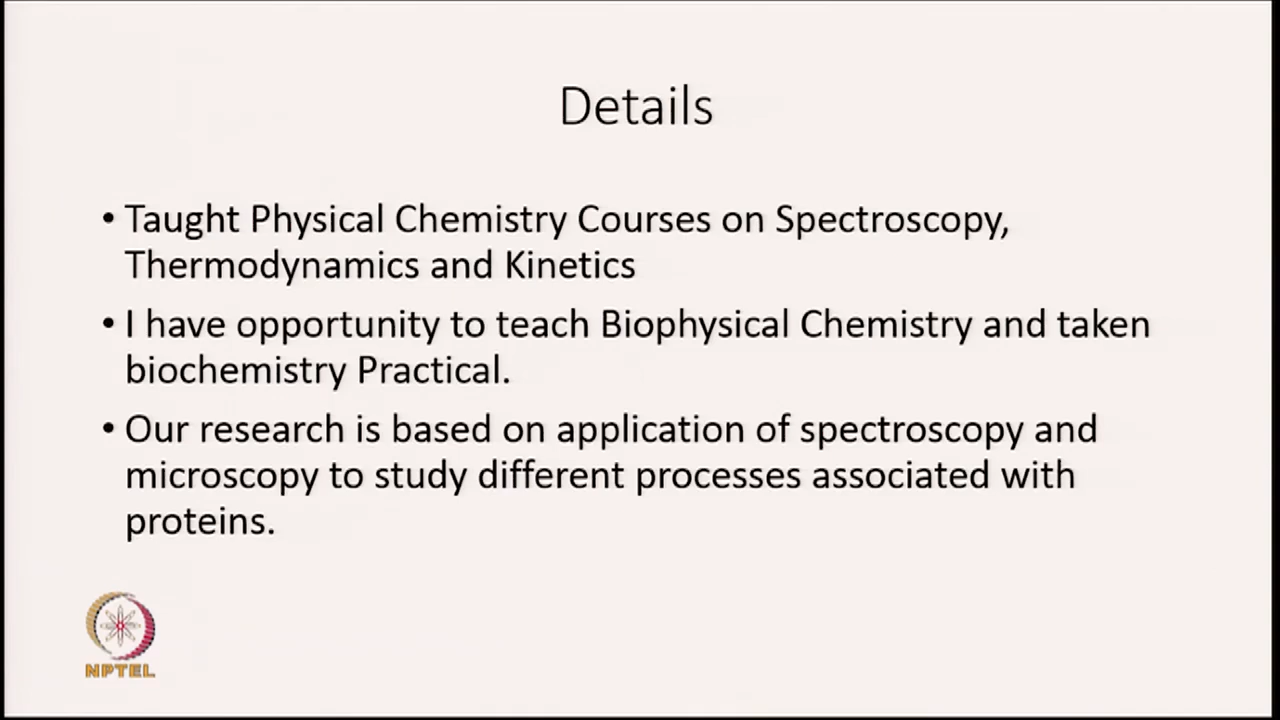 Details
• Taught Physical Chemistry Courses on Spectroscopy,
Thermodynamics and Kinetics
• I have opportunity to teach Biophysical Chemistry and taken
biochemistry Practical.
• Our research is based on application of spectroscopy and
microscopy to study different processes associated with
proteins.
NPTEL